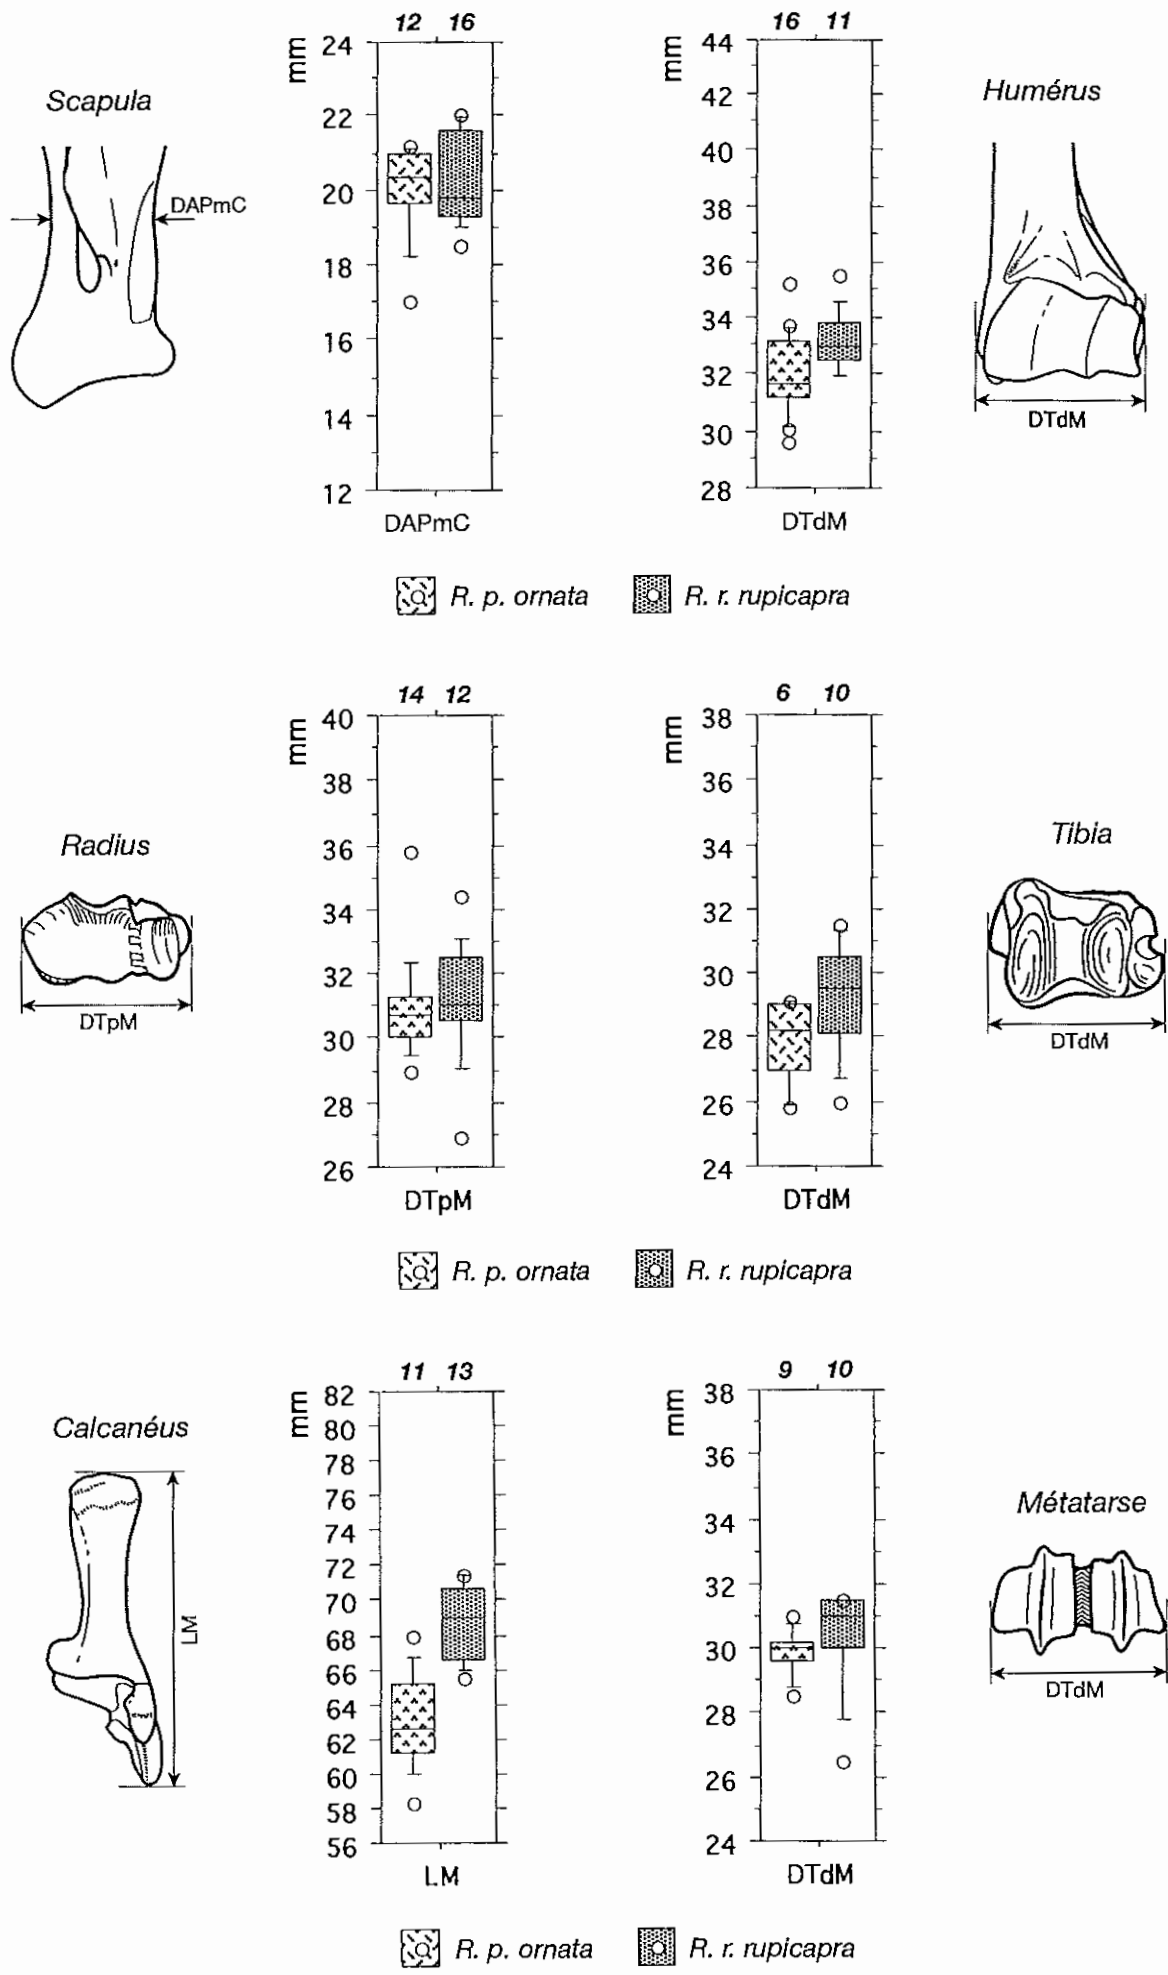 12 16
16 11
mm
24
22
20
18
16
14
12
mm
44
42
40
38
36
34
32
30
28
Scapula
DAPmC
Humérus
DTdM
DAPmC
DTdM
R. p. ornata
R. r. rupicapra
14 12
6 10
mm
40
38
36
34
32
30
28
26
mm
38
36
34
32
30
28
26
24
Radius
DTpM
Tibia
DTdM
DTpM
DTdM
R. p. ornata
R. r. rupicapra
11 13
9 10
mm
82
80
78
76
74
72
70
68
66
64
62
60
58
56
mm
38
36
34
32
30
28
26
24
Calcanéus
LM
Métatarse
DTdM
LM
DTdM
R. p. ornata
R. r. rupicapra